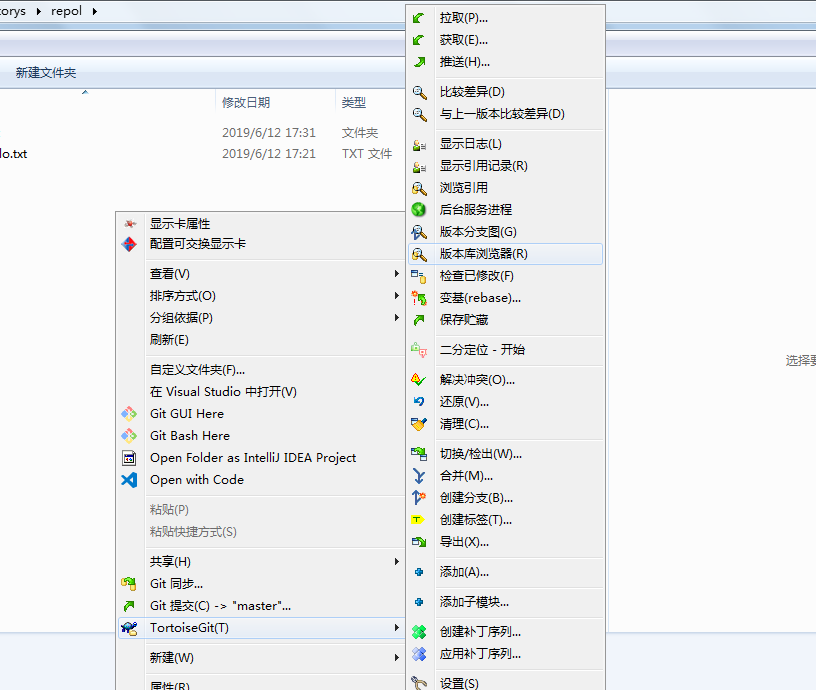 orys ▸ repol ▸
新建文件夹
修改日期 类型
2019/6/12 17:31 文件夹
lo.txt 2019/6/12 17:21 TXT 文件
显示卡属性
配置可交换显示卡
查看(V)
排序方式(O)
分组依据(P)
刷新(E)
自定义文件夹(F)...
在 Visual Studio 中打开(V)
Git GUI Here
Git Bash Here
Open Folder as IntelliJ IDEA Project
Open with Code
粘贴(P)
粘贴快捷方式(S)
共享(H)
Git 同步...
Git 提交(C) -> "master"...
TortoiseGit(T)
新建(W)
属性(R)
拉取(P)...
获取(E)...
推送(H)...
比较差异(D)
与上一版本比较差异(D)
显示日志(L)
显示引用记录(R)
浏览引用
后台服务进程
版本分支图(G)
版本库浏览器(R)
检查已修改(F)
变基(rebase)...
保存贮藏
二分定位 - 开始
解决冲突(O)...
还原(V)...
清理(C)...
切换/检出(W)...
合并(M)...
创建分支(B)...
创建标签(T)...
导出(X)...
添加(A)...
添加子模块...
创建补丁序列...
应用补丁序列...
设置(S)
选择要